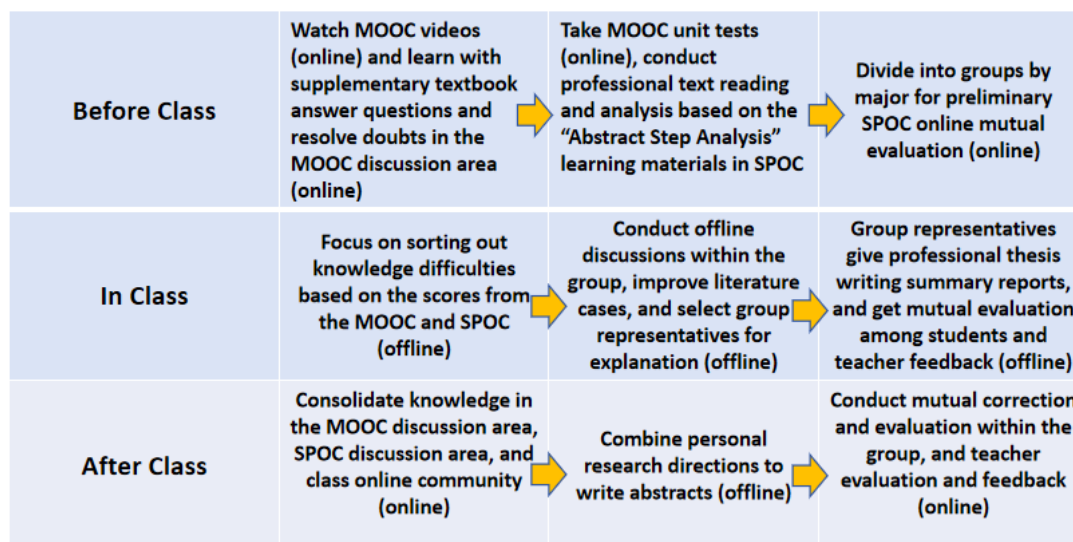 Before Class
Watch MOOC videos
(online) and learn with
supplementary textbook
answer questions and
resolve doubts in the
MOOC discussion area
(online)
Take MOOC unit tests
(online), conduct
professional text reading
and analysis based on the
“Abstract Step Analysis”
learning materials in SPOC
Divide into groups by
major for preliminary
SPOC online mutual
evaluation (online)
In Class
Focus on sorting out
knowledge difficulties
based on the scores from
the MOOC and SPOC
(offline)
Conduct offline
discussions within the
group, improve literature
cases, and select group
representatives for
explanation (offline)
Group representatives
give professional thesis
writing summary reports,
and get mutual evaluation
among students and
teacher feedback (offline)
After Class
Consolidate knowledge in
the MOOC discussion area,
SPOC discussion area, and
class online community
(online)
Combine personal
research directions to
write abstracts (offline)
Conduct mutual correction
and evaluation within the
group, and teacher
evaluation and feedback
(online)